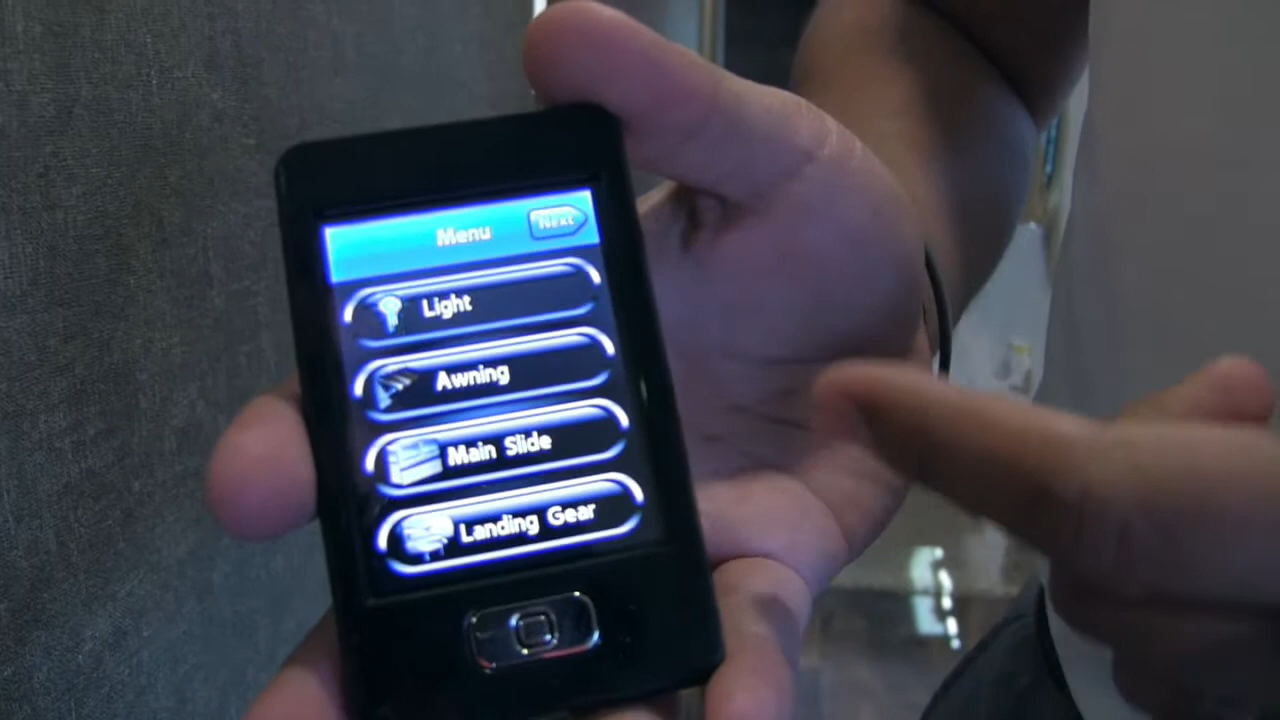 Menu
Next
Light
Awning
Main Slide
Landing Gear